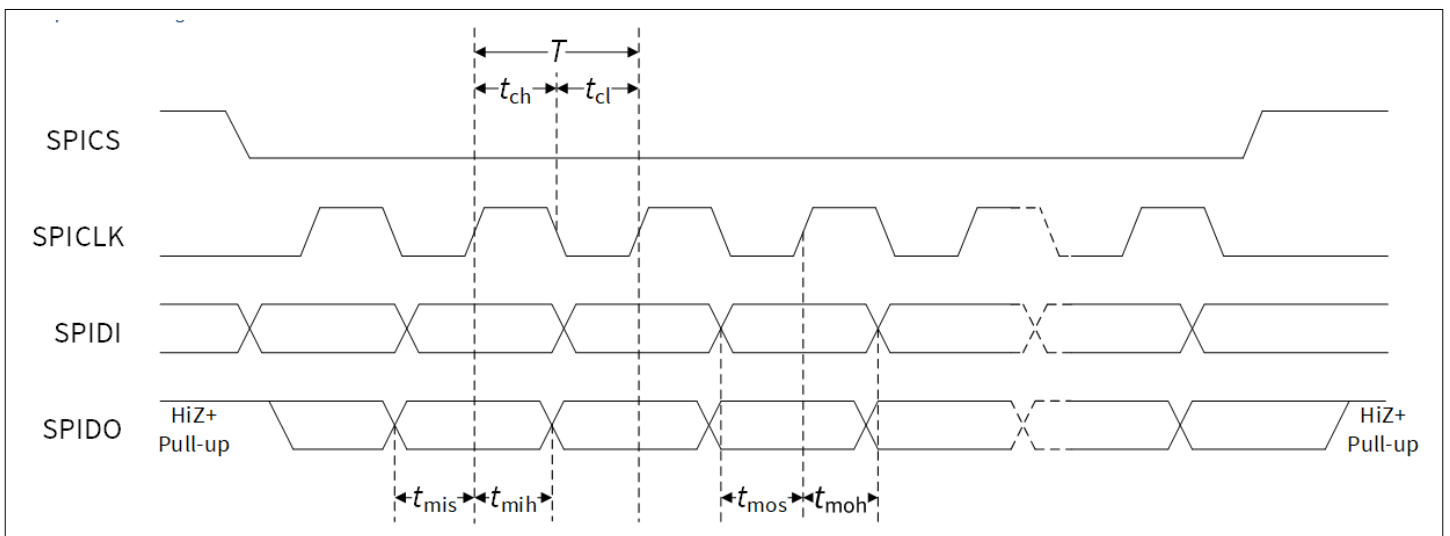 T
tch
tcl
SPICS
SPICLK
SPIDI
SPIDO
HiZ+
Pull-up
HiZ+
Pull-up
tmis
tmih
tmos
tmoh